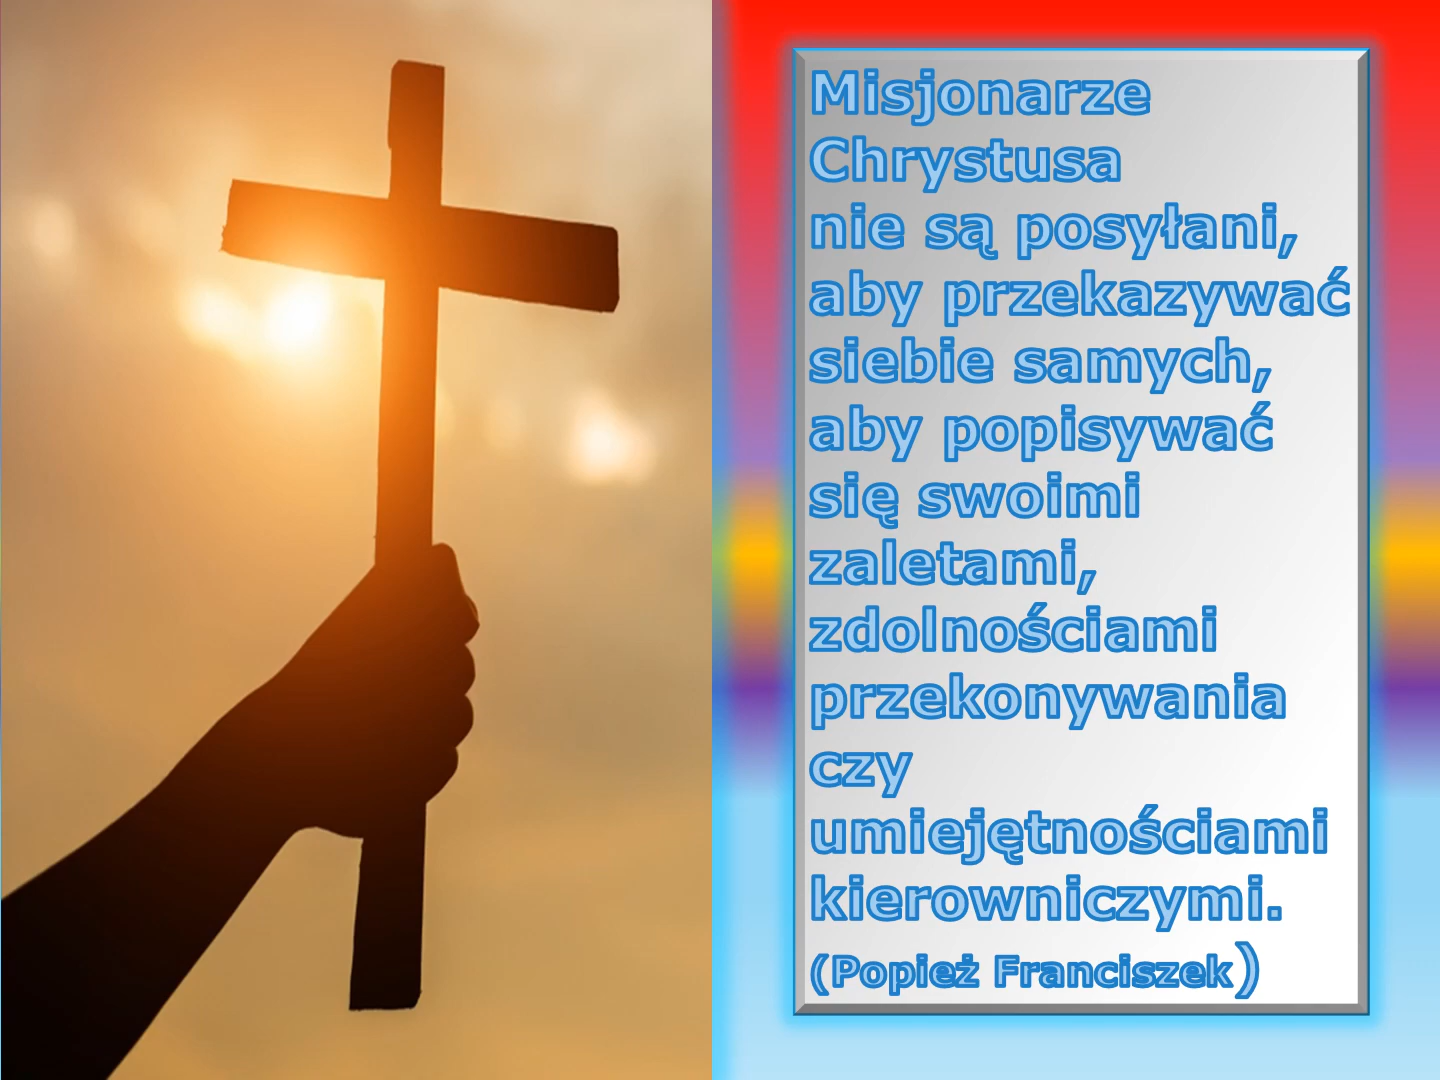 Misjonarze
Chrystusa
nie są posyłani,
aby przekazywać
siebie samych,
aby popisywać
się swoimi
zaletami,
zdolnościami
przekonywania
czy
umiejętnościami
kierowniczymi.
(Popież Franciszek)